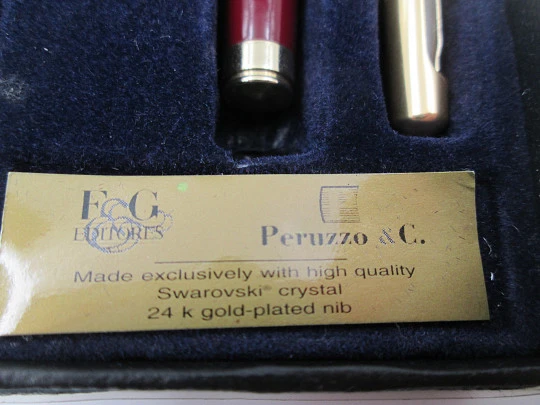 F&G
EDITORES
Peruzzo & C.
Made exclusively with high quality
Swarovski® crystal
24 k gold-plated nib